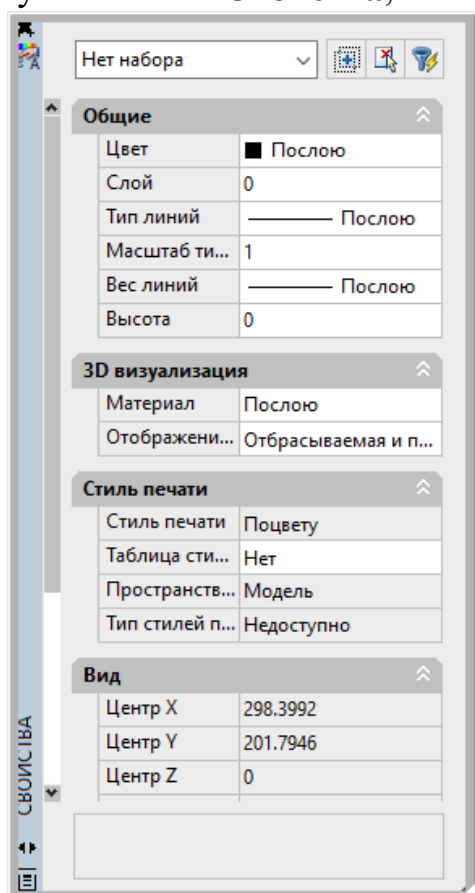 Нет набора
Общие
Цвет Послою
Слой 0
Тип линий Послою
Масштаб ти... 1
Вес линий Послою
Высота 0
3D визуализация
Материал Послою
Отображени... Отбрасываемая и п...
Стиль печати
Стиль печати Поцвету
Таблица сти... Нет
Пространств... Модель
Тип стилей п... Недоступно
Вид
Центр X 298.3992
Центр Y 201.7946
Центр Z 0
СВОЙСТВА